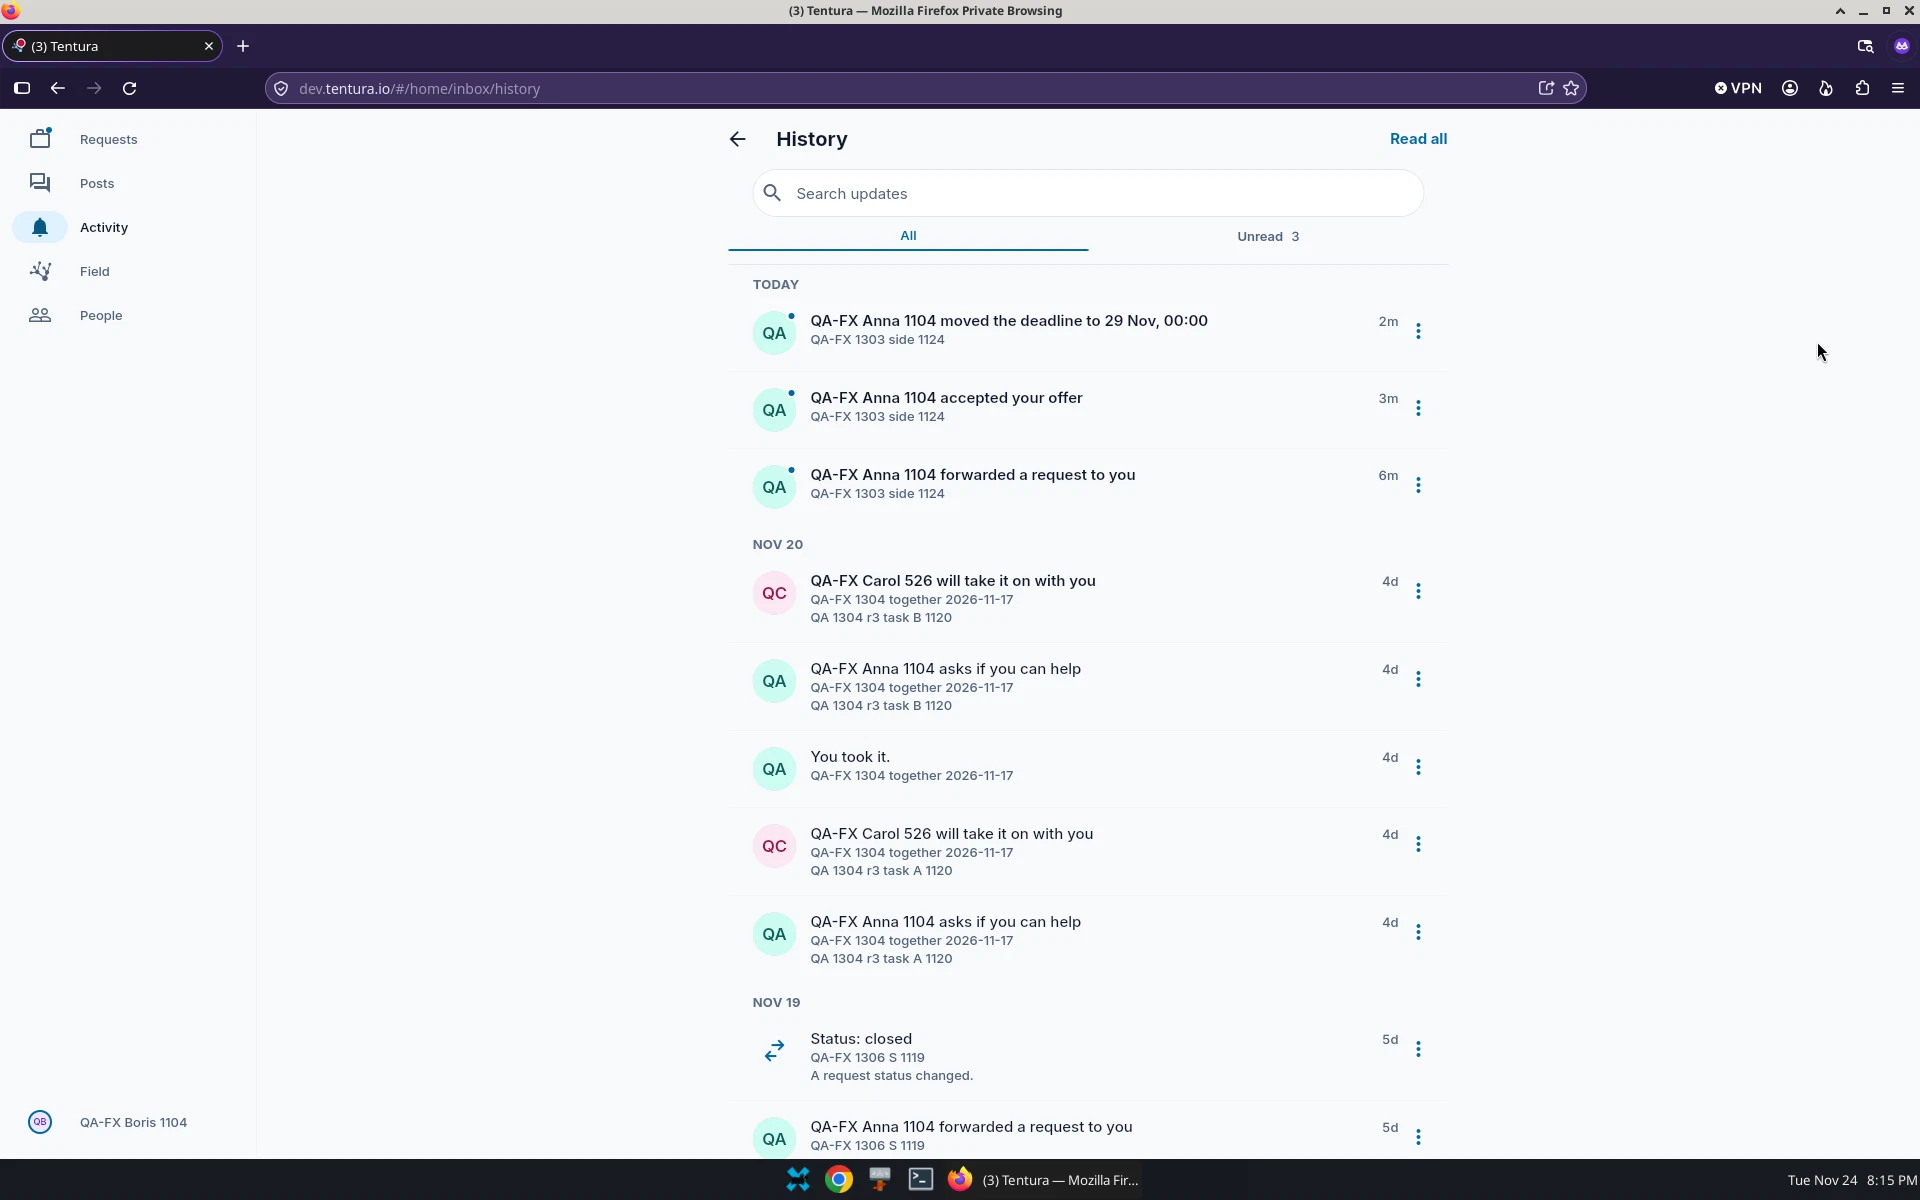 (3) Tentura — Mozilla Firefox Private Browsing
(3) Tentura
dev.tentura.io/#/home/inbox/history
VPN
Requests
Posts
Activity
Field
People
QA-FX Boris 1104
QB
History
Read all
Search updates
All
Unread 3
TODAY
QA
QA-FX Anna 1104 moved the deadline to 29 Nov, 00:00
2m
QA-FX 1303 side 1124
QA
QA-FX Anna 1104 accepted your offer
3m
QA-FX 1303 side 1124
QA
QA-FX Anna 1104 forwarded a request to you
6m
QA-FX 1303 side 1124
NOV 20
QC
QA-FX Carol 526 will take it on with you
4d
QA-FX 1304 together 2026-11-17
QA 1304 r3 task B 1120
QA
QA-FX Anna 1104 asks if you can help
4d
QA-FX 1304 together 2026-11-17
QA 1304 r3 task B 1120
QA
You took it.
4d
QA-FX 1304 together 2026-11-17
QC
QA-FX Carol 526 will take it on with you
4d
QA-FX 1304 together 2026-11-17
QA 1304 r3 task A 1120
QA
QA-FX Anna 1104 asks if you can help
4d
QA-FX 1304 together 2026-11-17
QA 1304 r3 task A 1120
NOV 19
Status: closed
5d
QA-FX 1306 S 1119
A request status changed.
QA
QA-FX Anna 1104 forwarded a request to you
5d
QA-FX 1306 S 1119
(3) Tentura — Mozilla Fir...
Tue Nov 24 8:15 PM